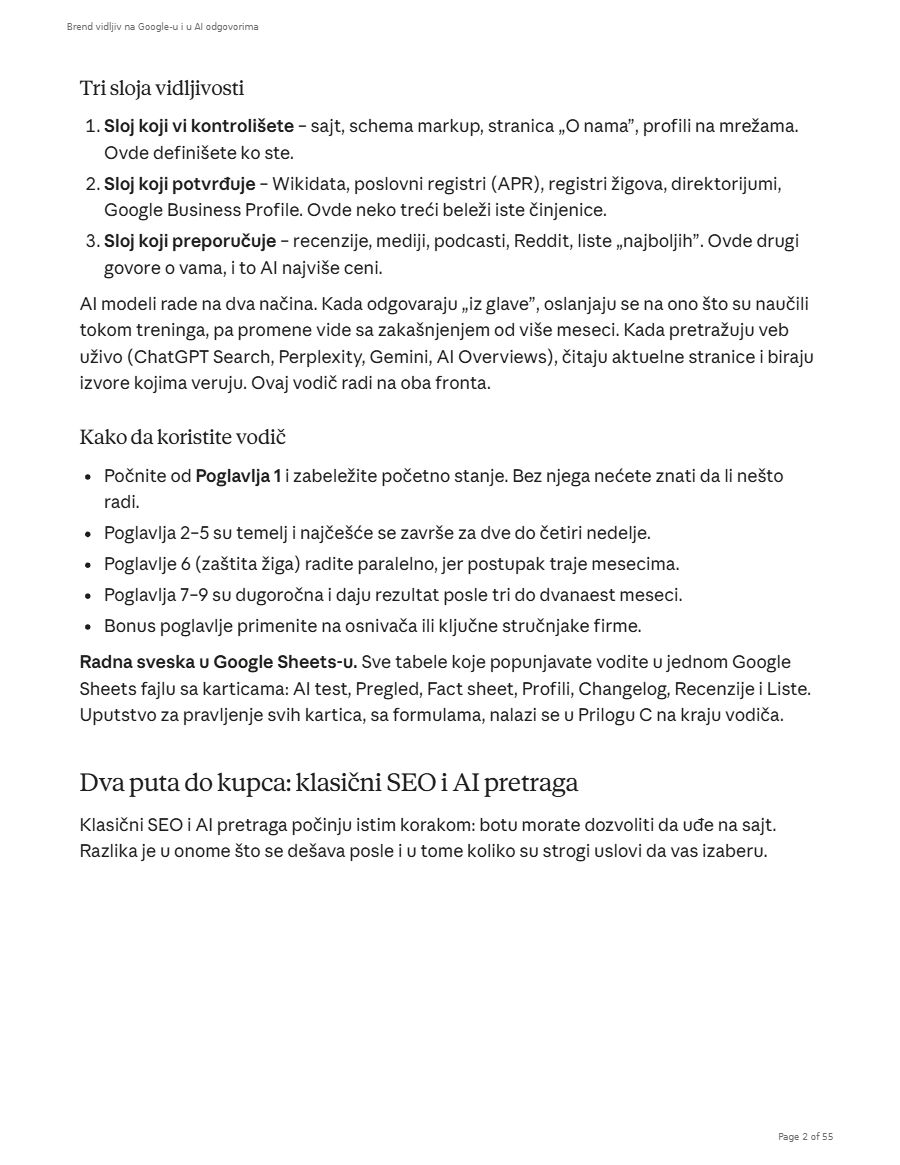 Brend vidljiv na Google-u i u AI odgovorima
Tri sloja vidljivosti
1. Sloj koji vi kontrolišete – sajt, schema markup, stranica „O nama”, profili na mrežama.
Ovde definišete ko ste.
2. Sloj koji potvrđuje – Wikidata, poslovni registri (APR), registri žigova, direktorijumi,
Google Business Profile. Ovde neko treći beleži iste činjenice.
3. Sloj koji preporučuje – recenzije, mediji, podcasti, Reddit, liste „najboljih”. Ovde drugi
govore o vama, i to AI najviše ceni.
AI modeli rade na dva načina. Kada odgovaraju „iz glave”, oslanjaju se na ono što su naučili
tokom treninga, pa promene vide sa zakašnjenjem od više meseci. Kada pretražuju veb
uživo (ChatGPT Search, Perplexity, Gemini, AI Overviews), čitaju aktuelne stranice i biraju
izvore kojima veruju. Ovaj vodič radi na oba fronta.
Kako da koristite vodič
• Počnite od Poglavlja 1 i zabeležite početno stanje. Bez njega nećete znati da li nešto
radi.
• Poglavlja 2–5 su temelj i najčešće se završe za dve do četiri nedelje.
• Poglavlje 6 (zaštita žiga) radite paralelno, jer postupak traje mesecima.
• Poglavlja 7–9 su dugoročna i daju rezultat posle tri do dvanaest meseci.
• Bonus poglavlje primenite na osnivača ili ključne stručnjake firme.
Radna sveska u Google Sheets-u. Sve tabele koje popunjavate vodite u jednom Google
Sheets fajlu sa karticama: AI test, Pregled, Fact sheet, Profili, Changelog, Recenzije i Liste.
Uputstvo za pravljenje svih kartica, sa formulama, nalazi se u Prilogu C na kraju vodiča.
Dva puta do kupca: klasični SEO i AI pretraga
Klasični SEO i AI pretraga počinju istim korakom: botu morate dozvoliti da uđe na sajt.
Razlika je u onome što se dešava posle i u tome koliko su strogi uslovi da vas izaberu.
Page 2 of 55